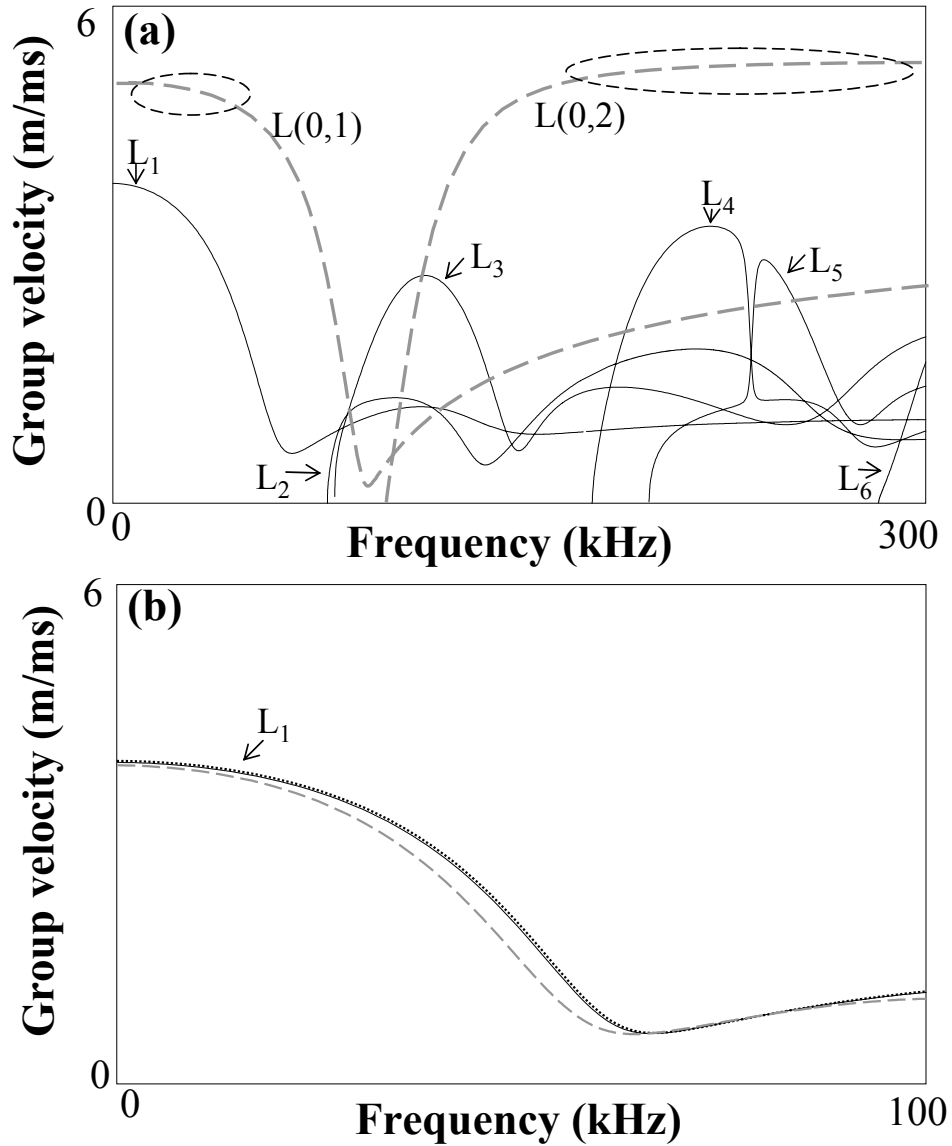 6
(a)
L(0,1)
L(0,2)
L₁
L₃
L₄
L₅
L₂
L₆
Group velocity (m/ms)
0
0
Frequency (kHz)
300
6
(b)
L₁
Group velocity (m/ms)
0
0
Frequency (kHz)
100